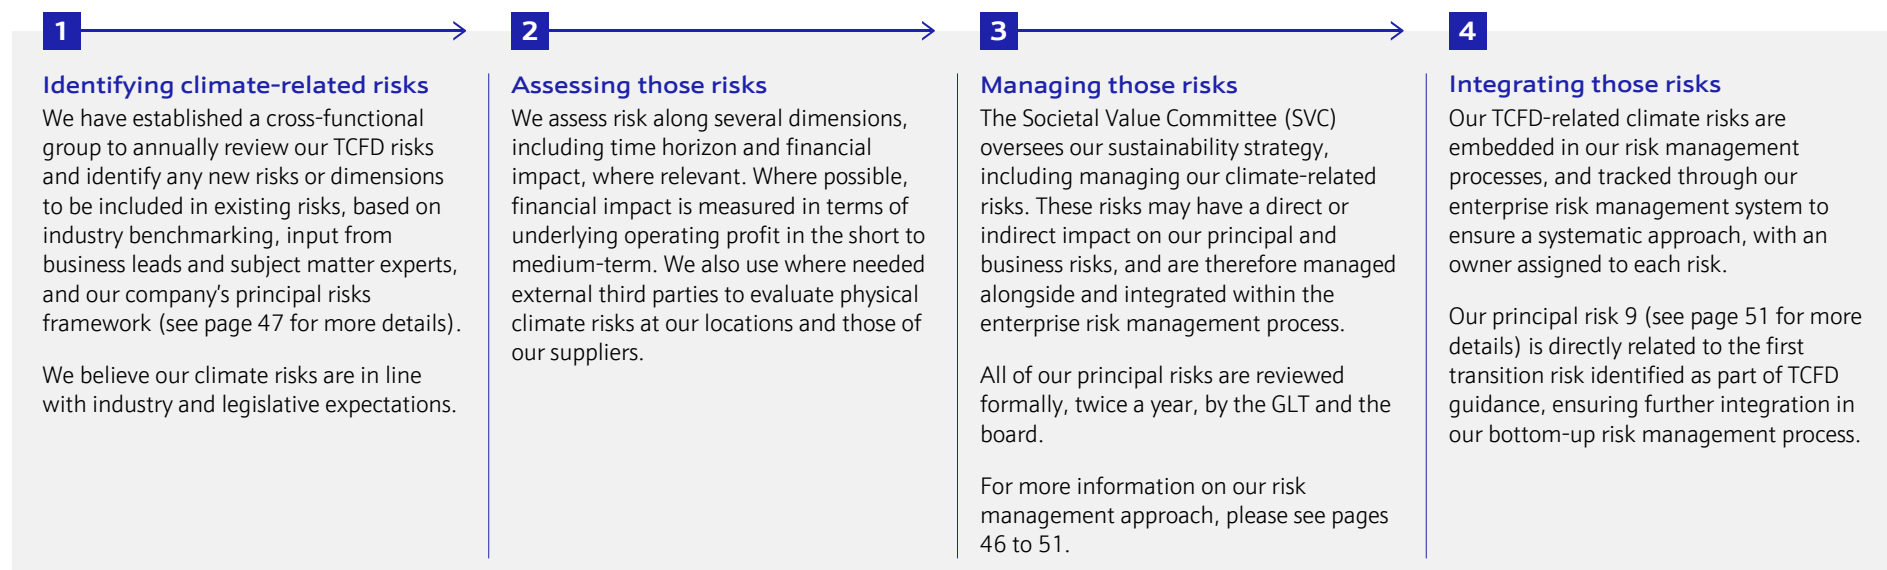 1
Identifying climate-related risks
We have established a cross-functional
group to annually review our TCFD risks
and identify any new risks or dimensions
to be included in existing risks, based on
industry benchmarking, input from
business leads and subject matter experts,
and our company's principal risks
framework (see page 47 for more details).
We believe our climate risks are in line
with industry and legislative expectations.
2
Assessing those risks
We assess risk along several dimensions,
including time horizon and financial
impact, where relevant. Where possible,
financial impact is measured in terms of
underlying operating profit in the short to
medium-term. We also use where needed
external third parties to evaluate physical
climate risks at our locations and those of
our suppliers.
3
Managing those risks
The Societal Value Committee (SVC)
oversees our sustainability strategy,
including managing our climate-related
risks. These risks may have a direct or
indirect impact on our principal and
business risks, and are therefore managed
alongside and integrated within the
enterprise risk management process.
All of our principal risks are reviewed
formally, twice a year, by the GLT and the
board.
For more information on our risk
management approach, please see pages
46 to 51.
4
Integrating those risks
Our TCFD-related climate risks are
embedded in our risk management
processes, and tracked through our
enterprise risk management system to
ensure a systematic approach, with an
owner assigned to each risk.
Our principal risk 9 (see page 51 for more
details) is directly related to the first
transition risk identified as part of TCFD
guidance, ensuring further integration in
our bottom-up risk management process.